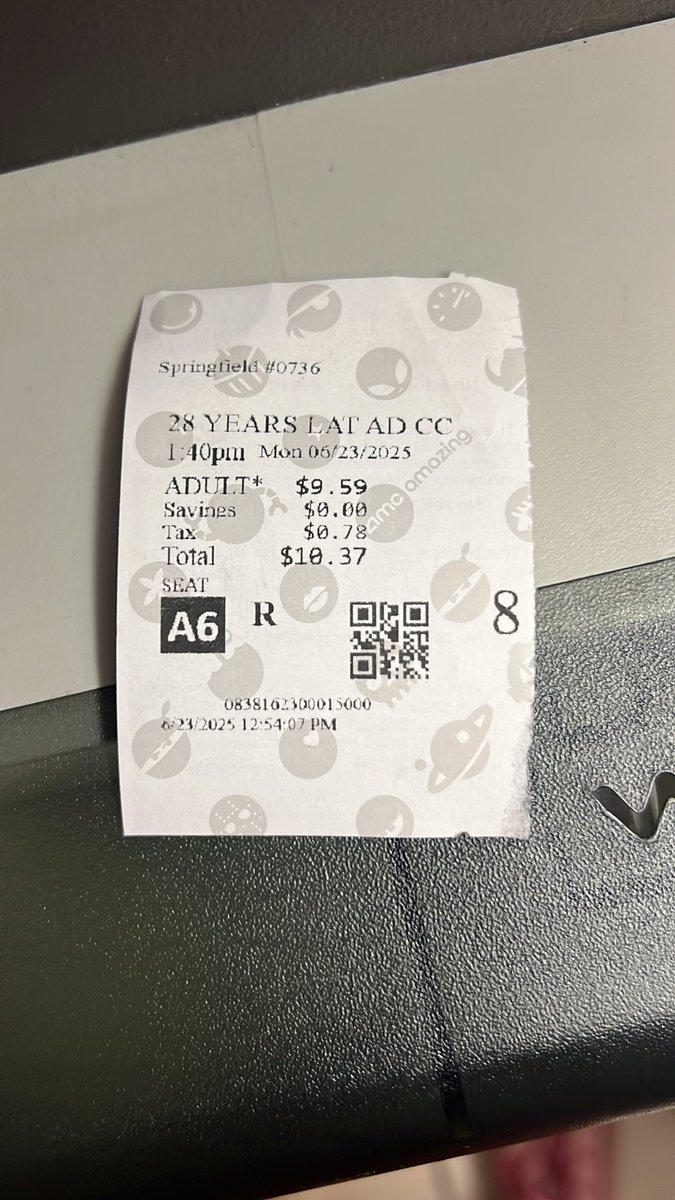 Springfield #0736
28 YEARS LAT AD CC
1:40pm Mon 06/23/2025
ADULT* $9.59
Savings $0.00
Tax $0.78
Total $10.37
SEAT
A6 R 8
0838162300015000
6/23/2025 12:54:07 PM
amc amazing.